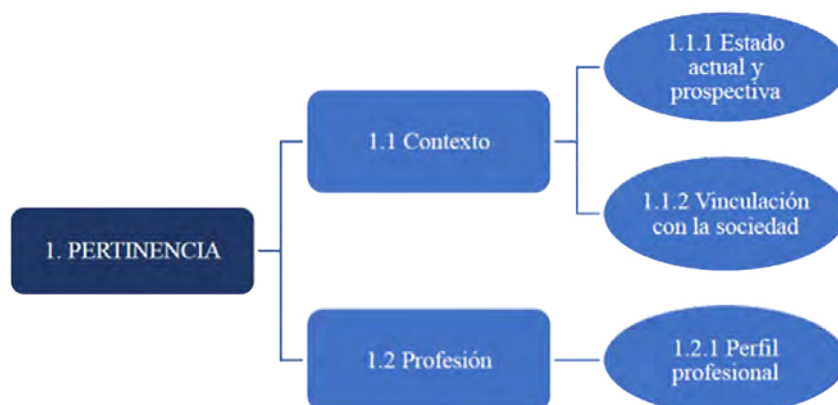 1. PERTINENCIA
1.1 Contexto
1.1.1 Estado
actual y
prospectiva
1.1.2 Vinculación
con la sociedad
1.2 Profesión
1.2.1 Perfil
profesional